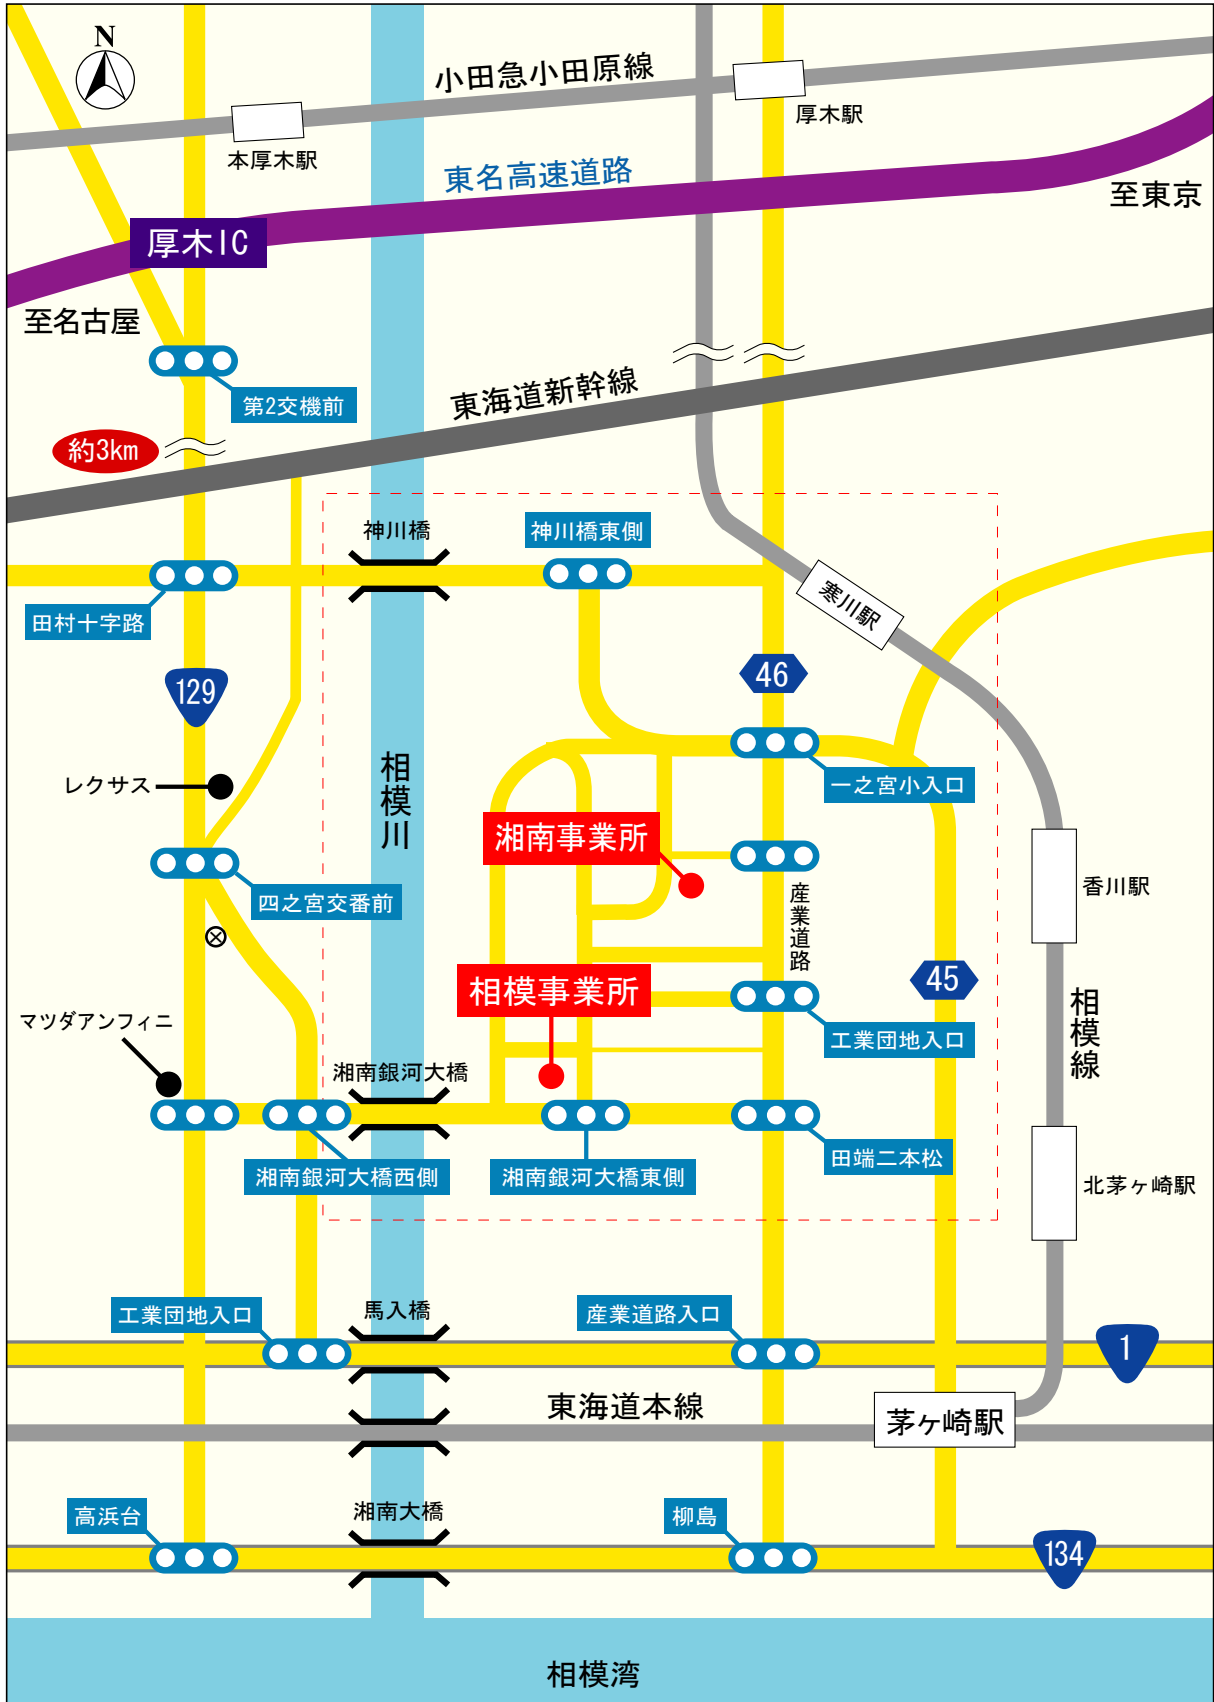 N
小田急小田原線
厚木駅
本厚木駅
東名高速道路
至東京
厚木IC
至名古屋
第2交機前
東海道新幹線
約3km
神川橋
神川橋東側
寒川駅
田村十字路
129
46
相模川
レクサス
一之宮小入口
湘南事業所
香川駅
四之宮交番前
産業道路
相模事業所
45
相模線
マツダアンフィニ
工業団地入口
湘南銀河大橋
田端二本松
湘南銀河大橋西側
湘南銀河大橋東側
北茅ヶ崎駅
工業団地入口
馬入橋
産業道路入口
1
東海道本線
茅ヶ崎駅
高浜台
湘南大橋
柳島
134
相模湾